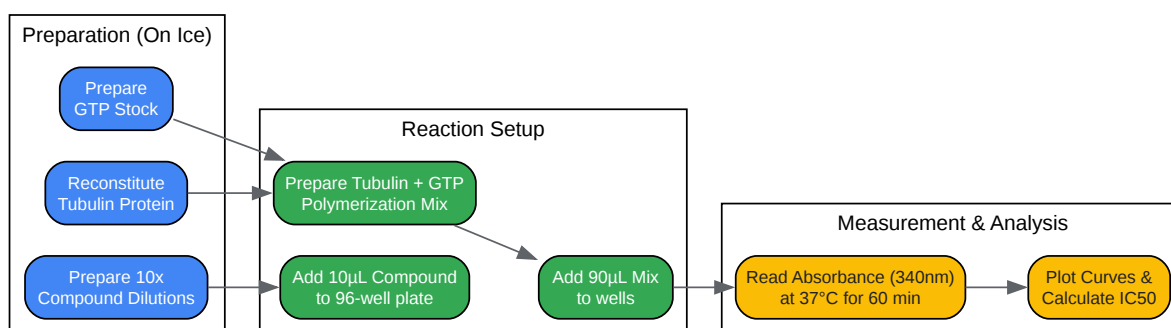 Preparation (On Ice)
Prepare
GTP Stock
Reconstitute
Tubulin Protein
Prepare 10x
Compound Dilutions
Reaction Setup
Prepare Tubulin + GTP
Polymerization Mix
Add 10µL Compound
to 96-well plate
Add 90µL Mix
to wells
Measurement & Analysis
Read Absorbance (340nm)
at 37°C for 60 min
Plot Curves &
Calculate IC50